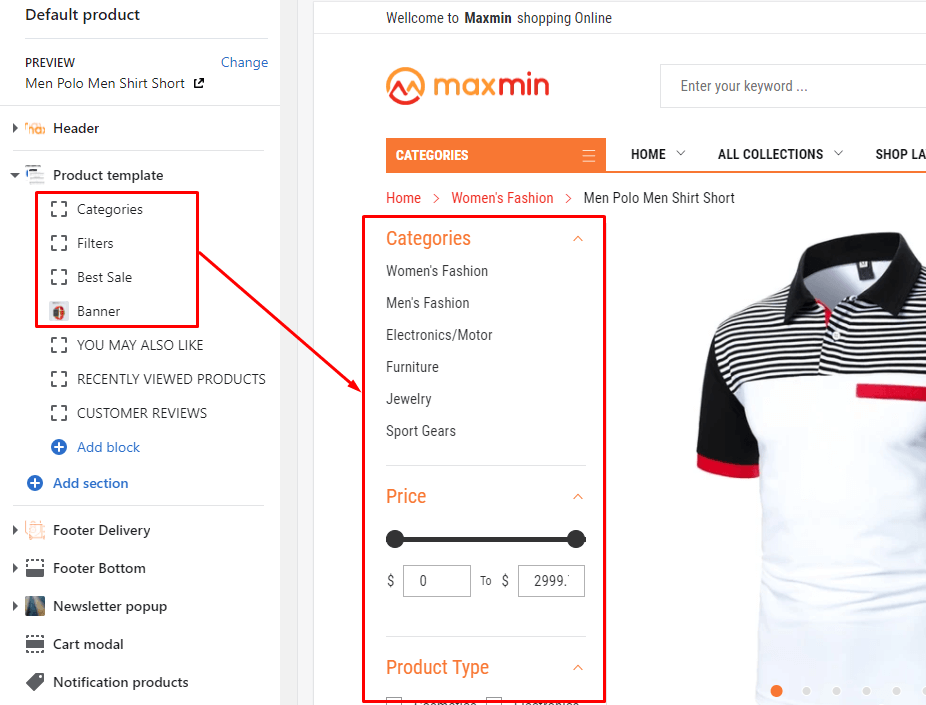 Default product
PREVIEW
Change
Men Polo Men Shirt Short
Header
Product template
Categories
Filters
Best Sale
Banner
YOU MAY ALSO LIKE
RECENTLY VIEWED PRODUCTS
CUSTOMER REVIEWS
Add block
Add section
Footer Delivery
Footer Bottom
Newsletter popup
Cart modal
Notification products
Wellcome to Maxmin shopping Online
maxmin
Enter your keyword ...
CATEGORIES
HOME
ALL COLLECTIONS
SHOP LA
Home > Women's Fashion > Men Polo Men Shirt Short
Categories
Women's Fashion
Men's Fashion
Electronics/Motor
Furniture
Jewelry
Sport Gears
Price
$ 0 To $ 2999.
Product Type
Cosmetics
Electronics